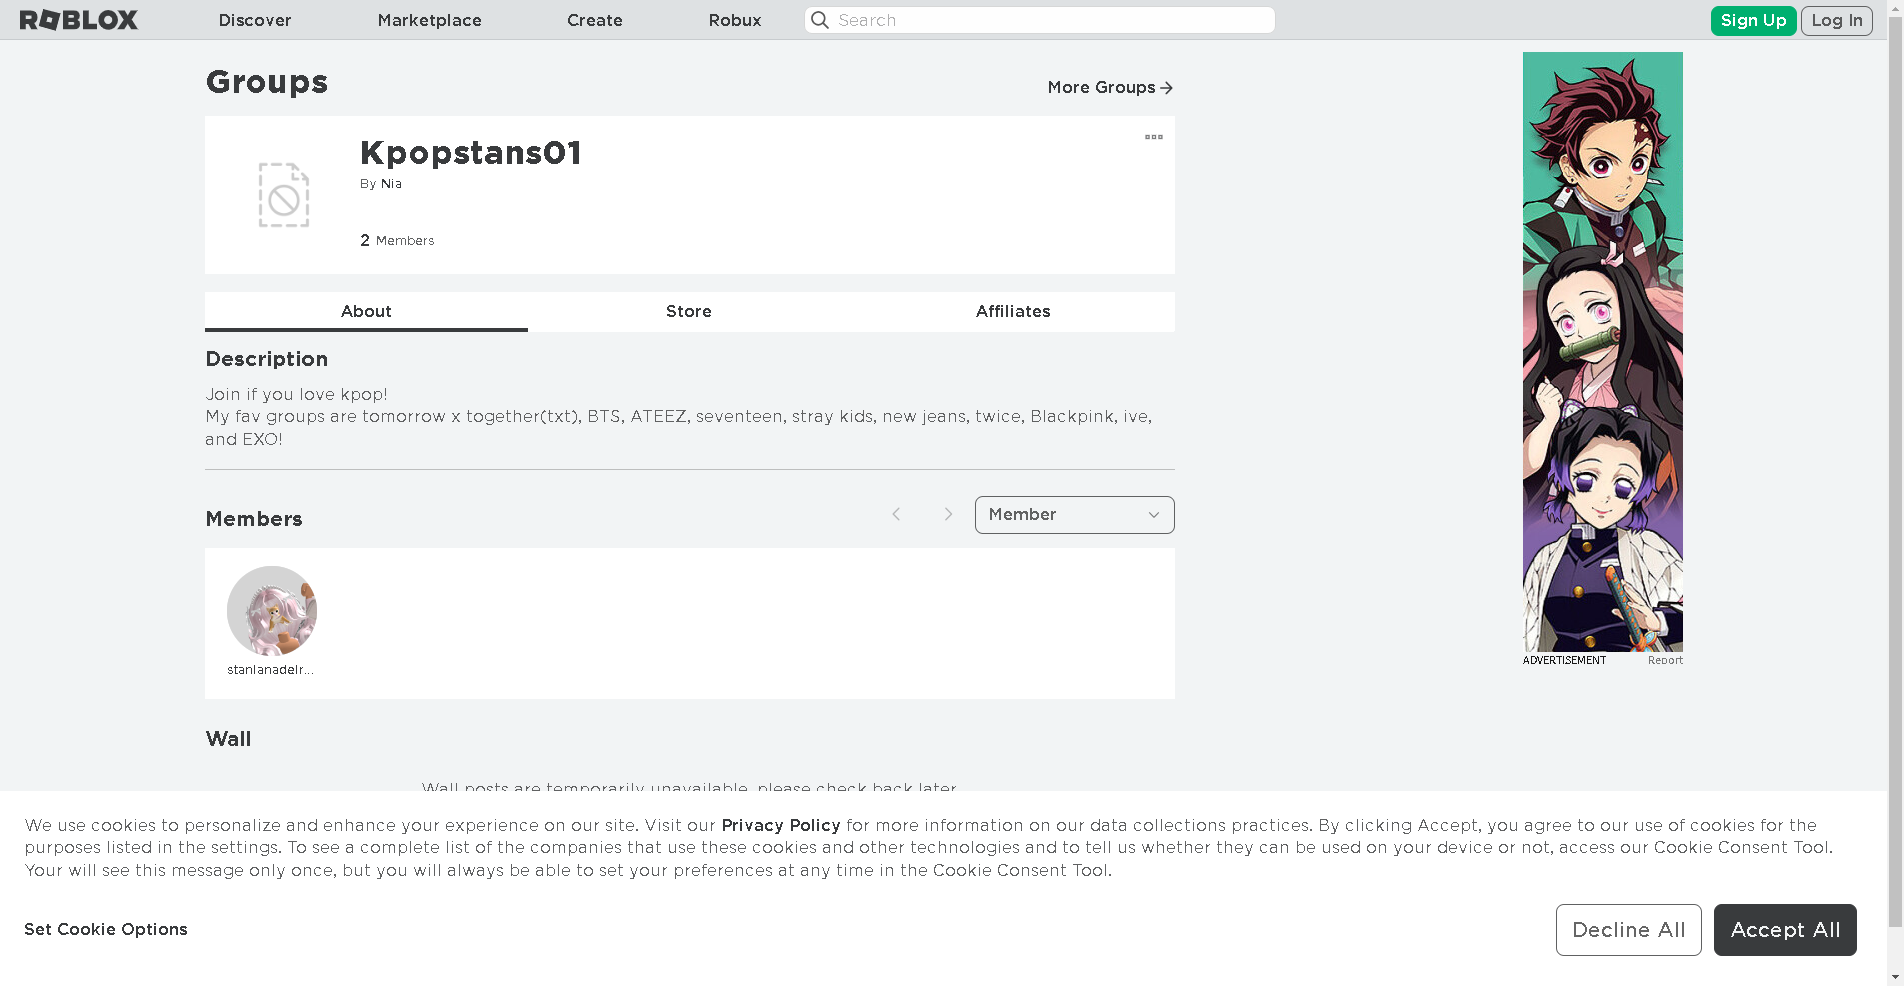 ROBLOX Discover Marketplace Create Robux Search Sign Up Log In
Groups
More Groups
Kpopstans01
By Nia
2 Members
About Store Affiliates
Description
Join if you love kpop!
My fav groups are tomorrow x together(txt), BTS, ATEEZ, seventeen, stray kids, new jeans, twice, Blackpink, ive,
and EXO!
Members
Member
stanlanadelr...
Wall
Wall posts are temporarily unavailable, please check back later.
ADVERTISEMENT Report
We use cookies to personalize and enhance your experience on our site. Visit our Privacy Policy for more information on our data collections practices. By clicking Accept, you agree to our use of cookies for the
purposes listed in the settings. To see a complete list of the companies that use these cookies and other technologies and to tell us whether they can be used on your device or not, access our Cookie Consent Tool.
Your will see this message only once, but you will always be able to set your preferences at any time in the Cookie Consent Tool.
Set Cookie Options
Decline All
Accept All